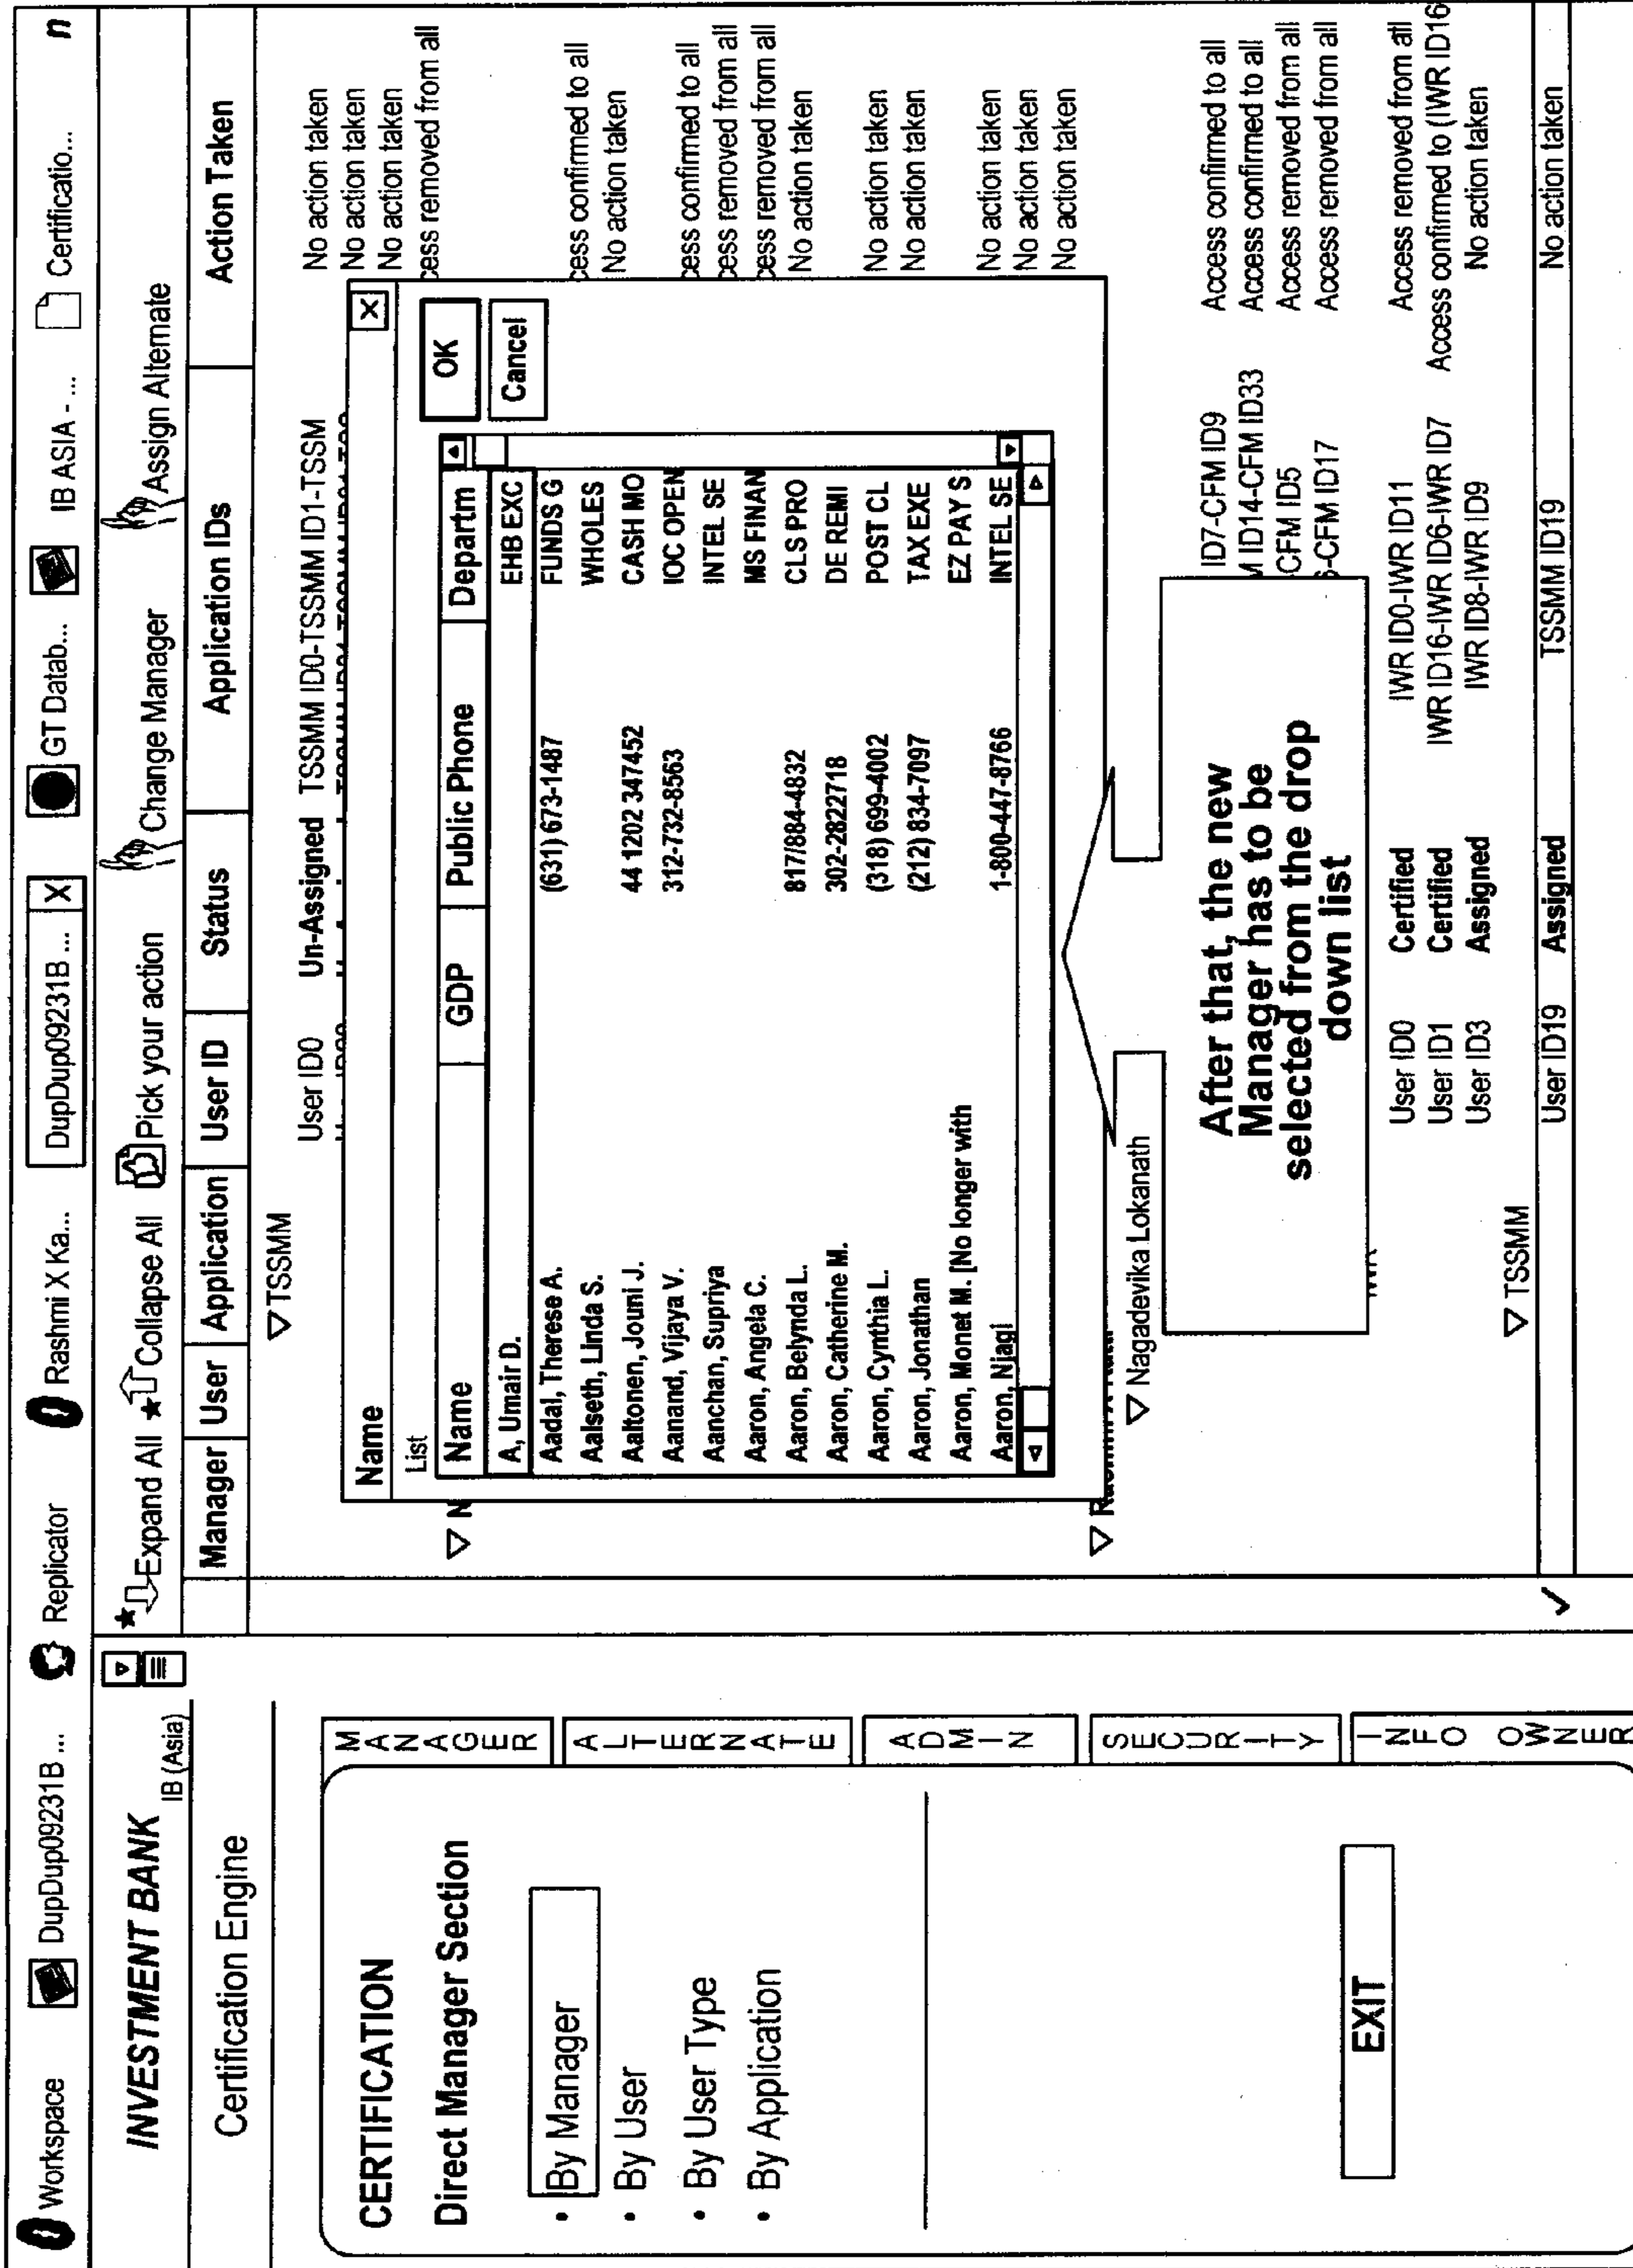 Workspace DupDup09231B ... Replicator Rashmi X Ka... DupDup09231B ... X GT Datab... IB ASIA - ... Certificatio... n
INVESTMENT BANK
IB (Asia)
Certification Engine
CERTIFICATION
Direct Manager Section
• By Manager
• By User
• By User Type
• By Application
EXIT
MANAGER
ALTERNATE
ADMIN
SECURITY
INFO OWNER
Expand All Collapse All Pick your action Change Manager Assign Alternate
Manager User Application User ID Status Application IDs Action Taken
TSSMM
User ID0 Un-Assigned TSSMM ID0-TSSMM ID1-TSSM No action taken
No action taken
No action taken
cess removed from all
cess confirmed to all
No action taken
cess confirmed to all
cess removed from all
cess removed from all
No action taken
No action taken
No action taken
No action taken
No action taken
No action taken
N
Name X
List
OK
Cancel
Name GDP Public Phone Departm
A, Umair D. EHB EXC
Aadal, Therese A. (631) 673-1487 FUNDS G
Aalseth, Linda S. WHOLES
Aaltonen, Jouni J. 44 1202 347452 CASH MO
Aanand, Vijaya V. 312-732-8563 IOC OPEN
Aanchan, Supriya INTEL SE
Aaron, Angela C. MS FINAN
Aaron, Belynda L. 817/884-4832 CLS PRO
Aaron, Catherine M. 302-2822718 DE REMI
Aaron, Cynthia L. (318) 699-4002 POST CL
Aaron, Jonathan (212) 834-7097 TAX EXE
Aaron, Monet M. [No longer with EZ PAY S
Aaron, Njagi 1-800-447-8766 INTEL SE
Nagadevika Lokanath
ID7-CFM ID9 Access confirmed to all
M ID14-CFM ID33 Access confirmed to all
-CFM ID5 Access removed from all
-CFM ID17 Access removed from all
After that, the new
Manager has to be
selected from the drop
down list
User ID0 Certified IWR ID0-IWR ID11 Access removed from all
User ID1 Certified IWR ID16-IWR ID6-IWR ID7 Access confirmed to (IWR ID16
User ID3 Assigned IWR ID8-IWR ID9 No action taken
TSSMM
User ID19 Assigned TSSMM ID19 No action taken